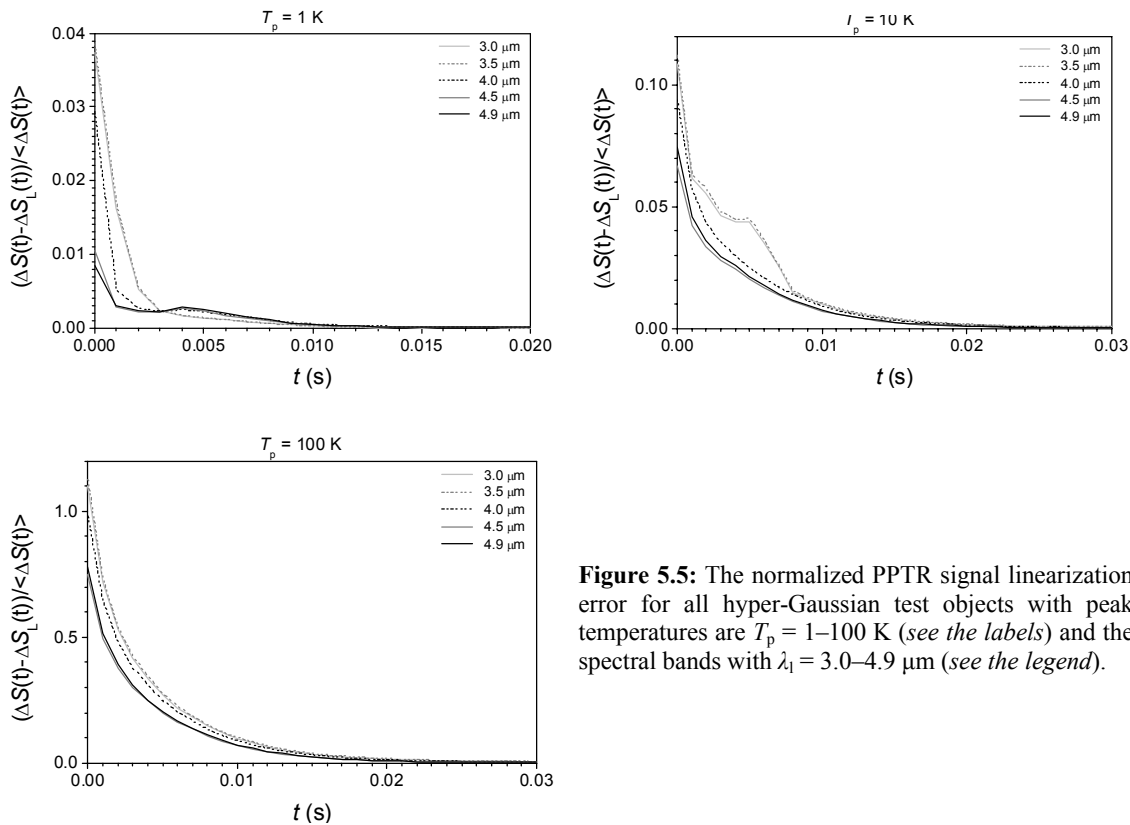 T_p = 1 K
0.04
0.03
0.02
0.01
0.00
(ΔS(t)-ΔS_L(t))/<ΔS(t)>
3.0 μm
3.5 μm
4.0 μm
4.5 μm
4.9 μm
0.000 0.005 0.010 0.015 0.020
t (s)
T_p = 10 K
0.10
0.05
0.00
(ΔS(t)-ΔS_L(t))/<ΔS(t)>
3.0 μm
3.5 μm
4.0 μm
4.5 μm
4.9 μm
0.00 0.01 0.02 0.03
t (s)
T_p = 100 K
1.0
0.5
0.0
(ΔS(t)-ΔS_L(t))/<ΔS(t)>
3.0 μm
3.5 μm
4.0 μm
4.5 μm
4.9 μm
0.00 0.01 0.02 0.03
t (s)
Figure 5.5: The normalized PPTR signal linearization
error for all hyper-Gaussian test objects with peak
temperatures are T_p = 1–100 K (see the labels) and the
spectral bands with λ_l = 3.0–4.9 μm (see the legend).